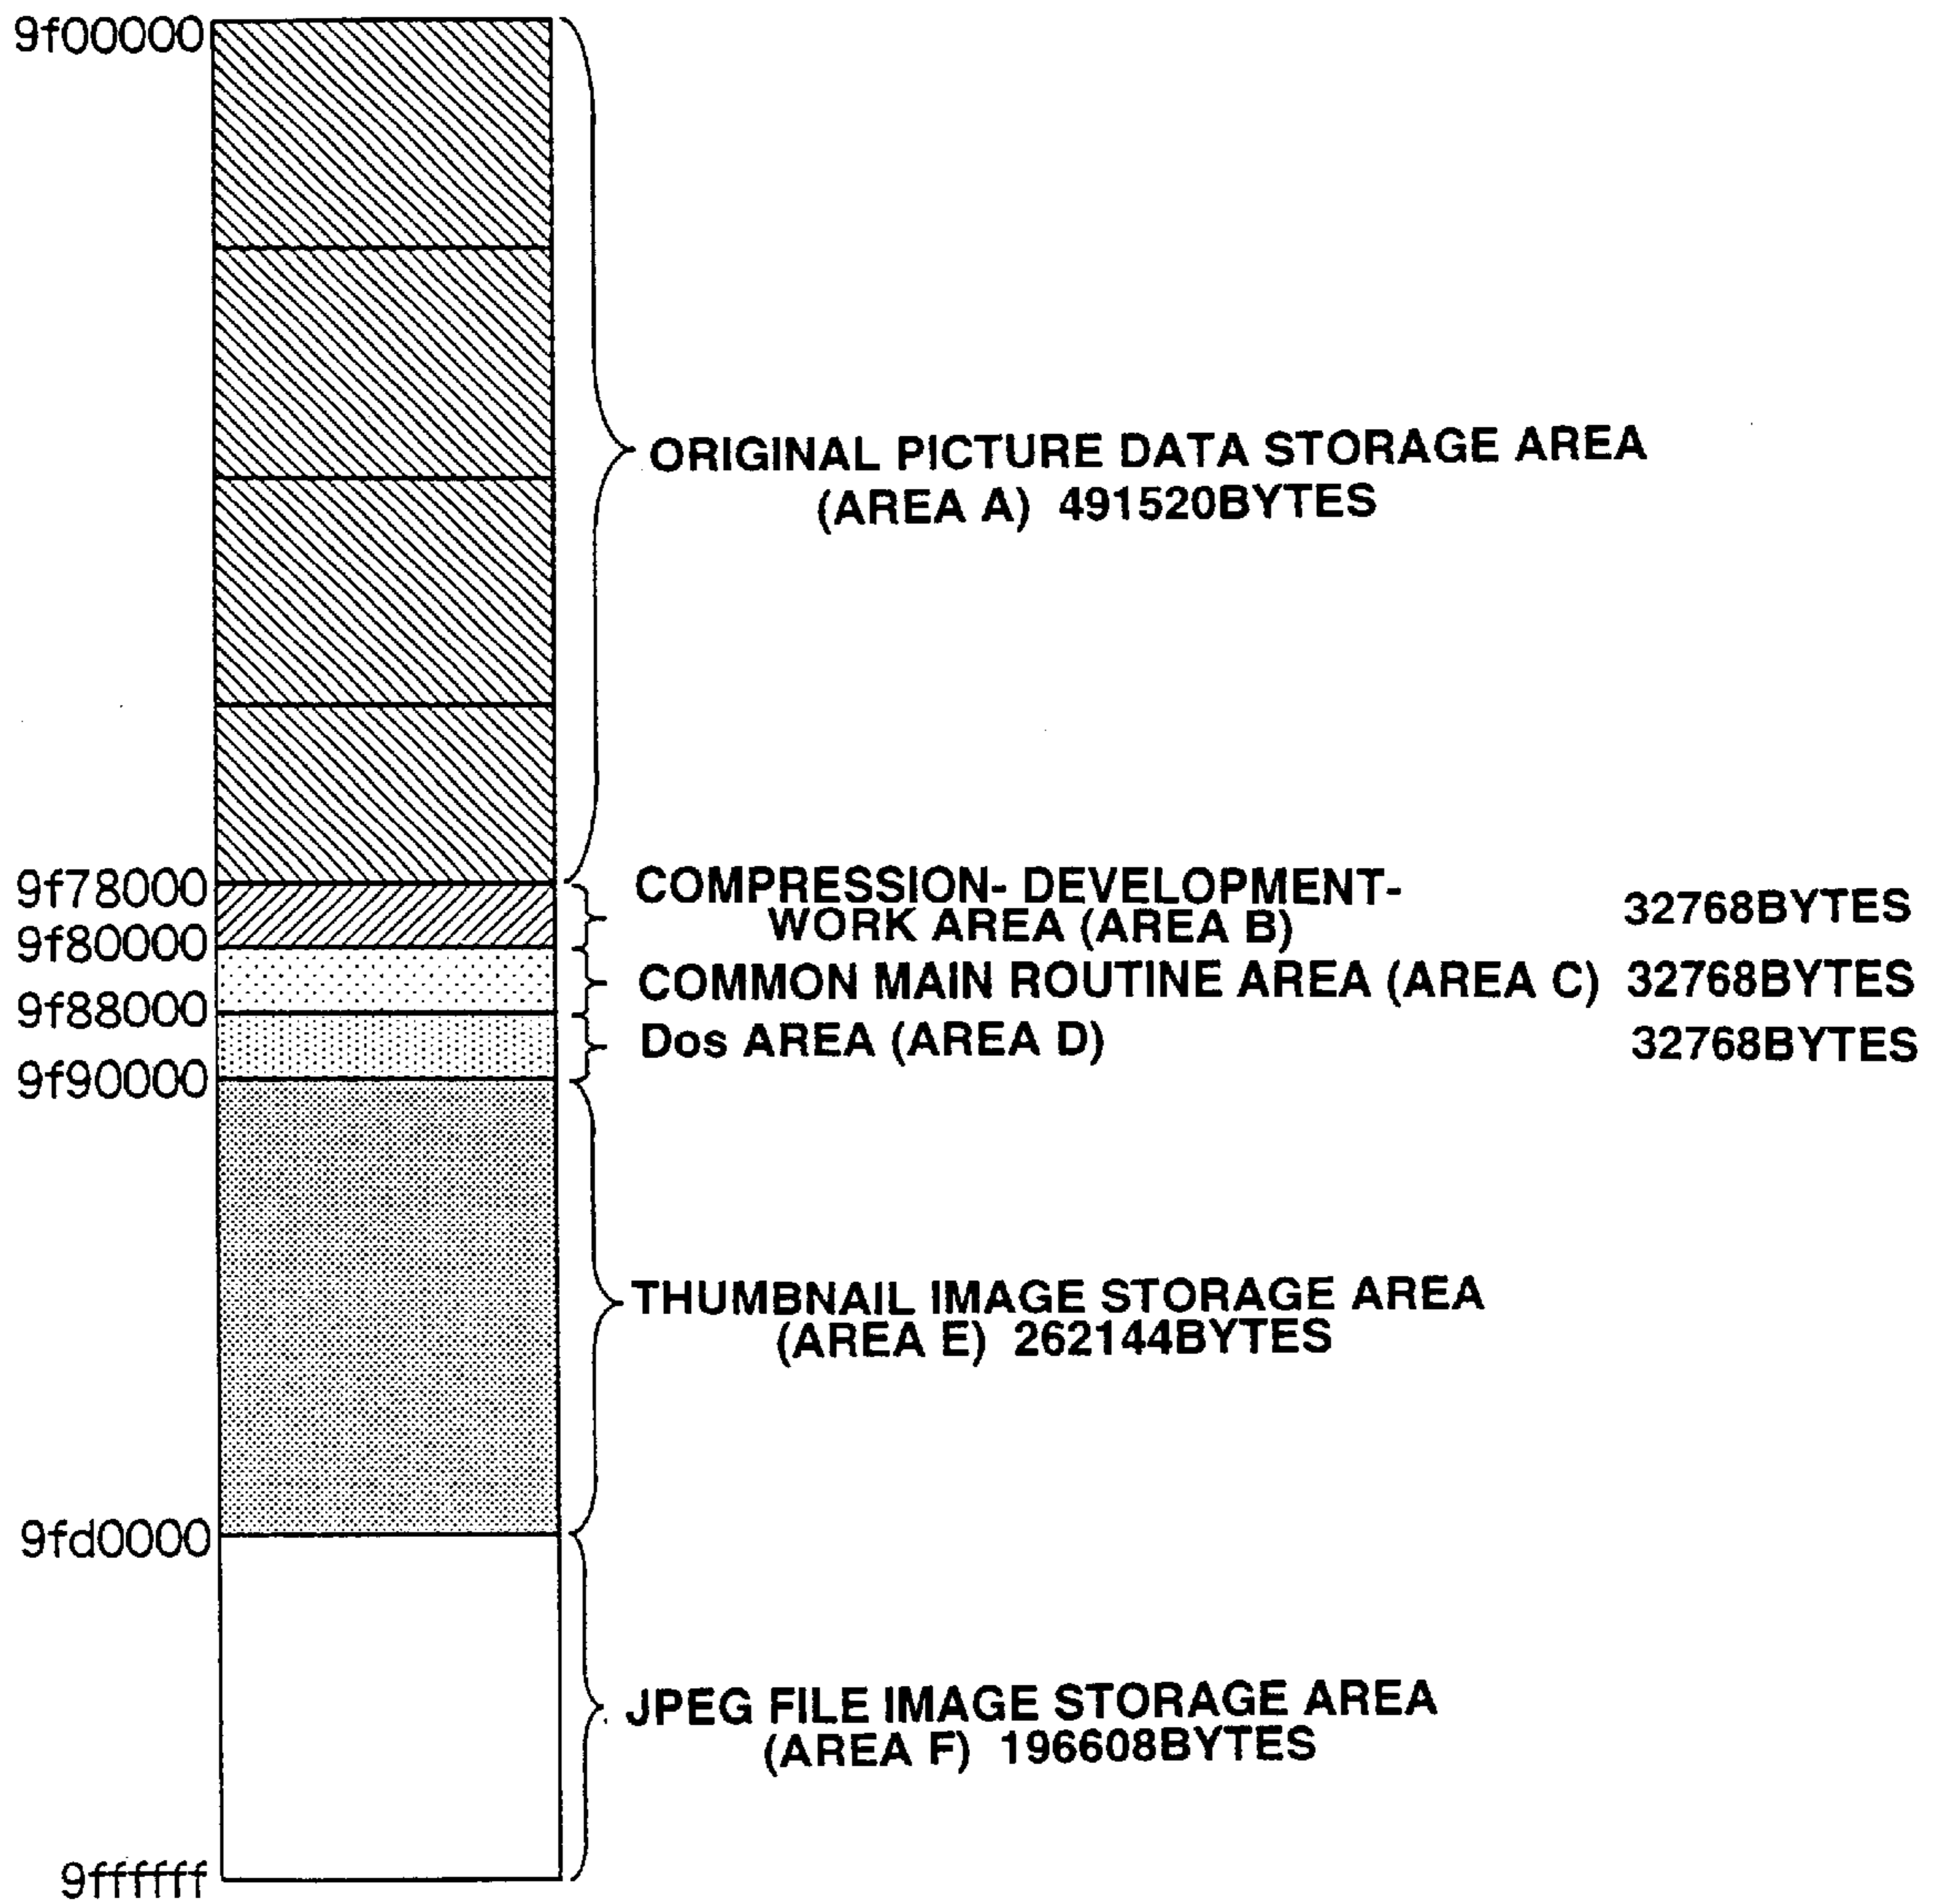 9f00000
ORIGINAL PICTURE DATA STORAGE AREA
(AREA A) 491520BYTES
9f78000
COMPRESSION- DEVELOPMENT-
WORK AREA (AREA B) 32768BYTES
9f80000
COMMON MAIN ROUTINE AREA (AREA C) 32768BYTES
9f88000
Dos AREA (AREA D) 32768BYTES
9f90000
THUMBNAIL IMAGE STORAGE AREA
(AREA E) 262144BYTES
9fd0000
JPEG FILE IMAGE STORAGE AREA
(AREA F) 196608BYTES
9ffffff